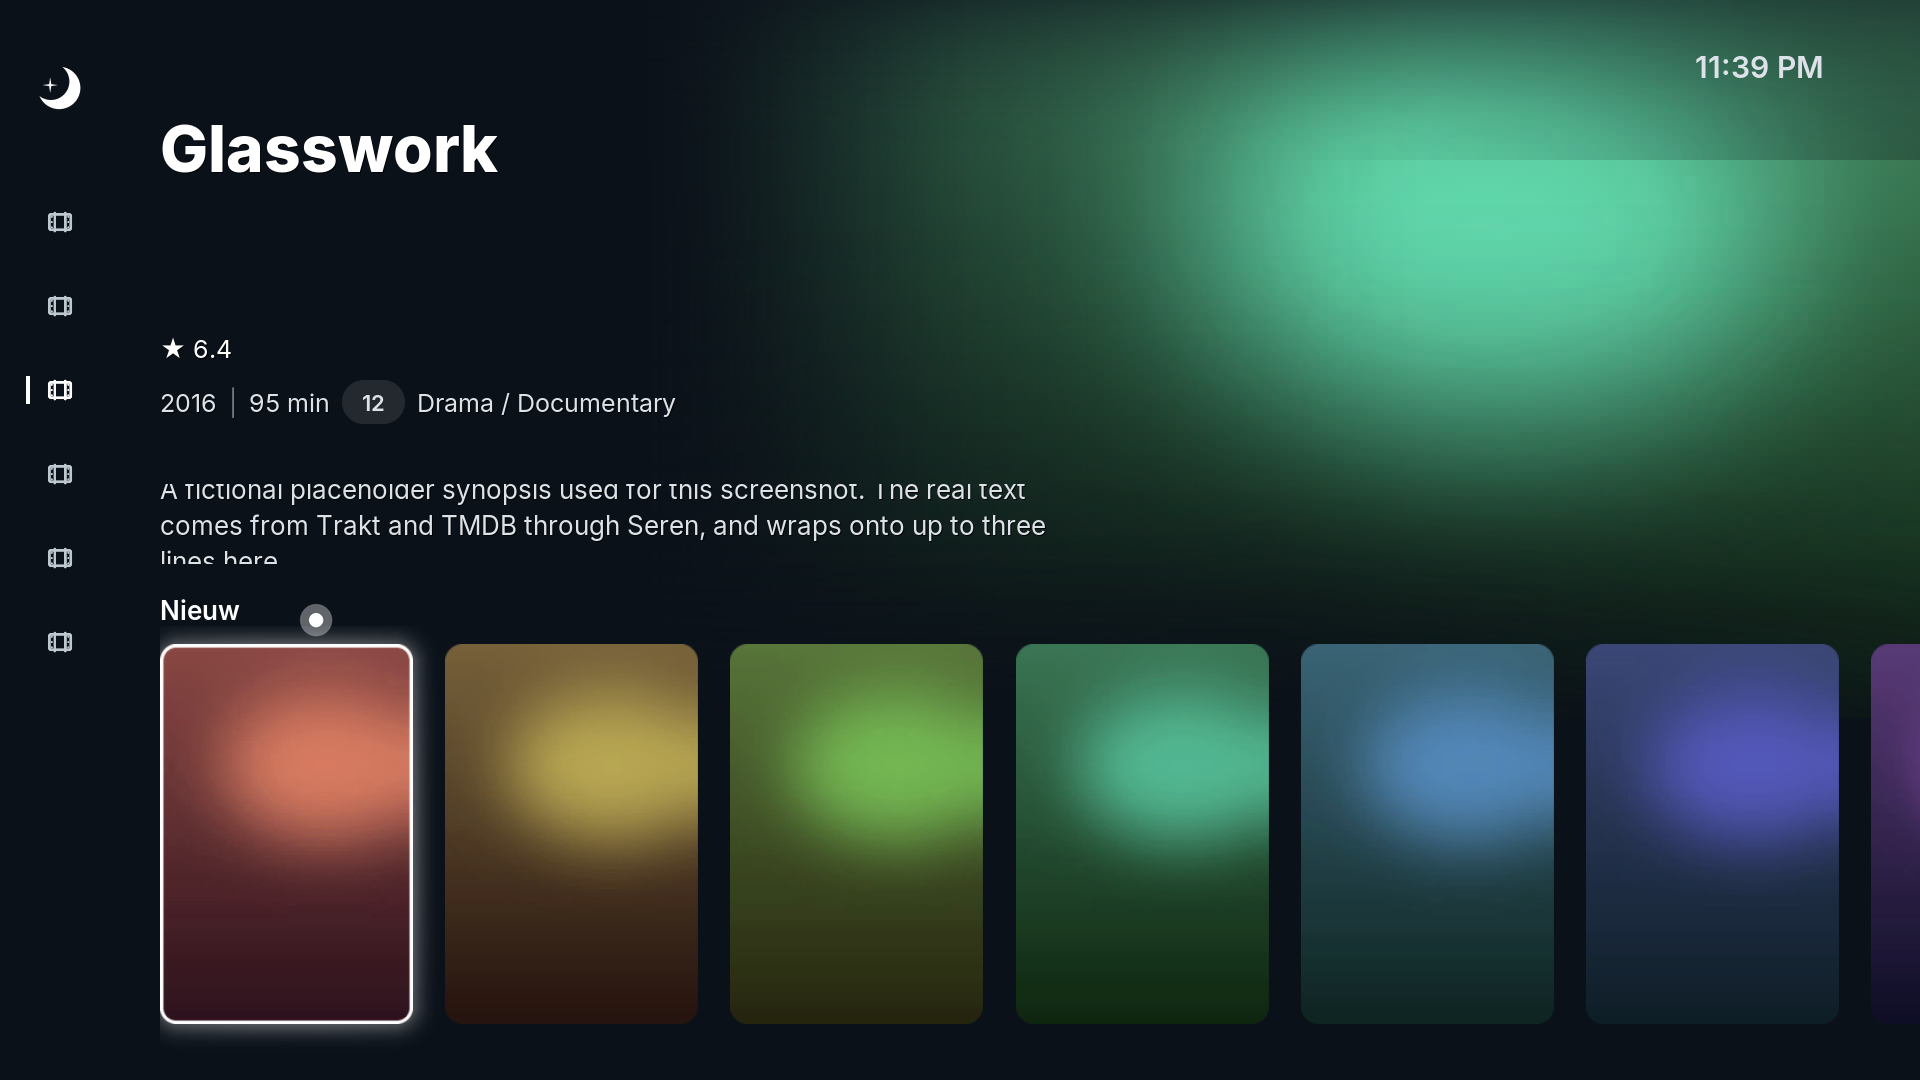 11:39 PM
Glasswork
★ 6.4
2016 | 95 min 12 Drama / Documentary
A fictional placeholder synopsis used for this screenshot. The real text
comes from Trakt and TMDB through Seren, and wraps onto up to three
lines here
Nieuw